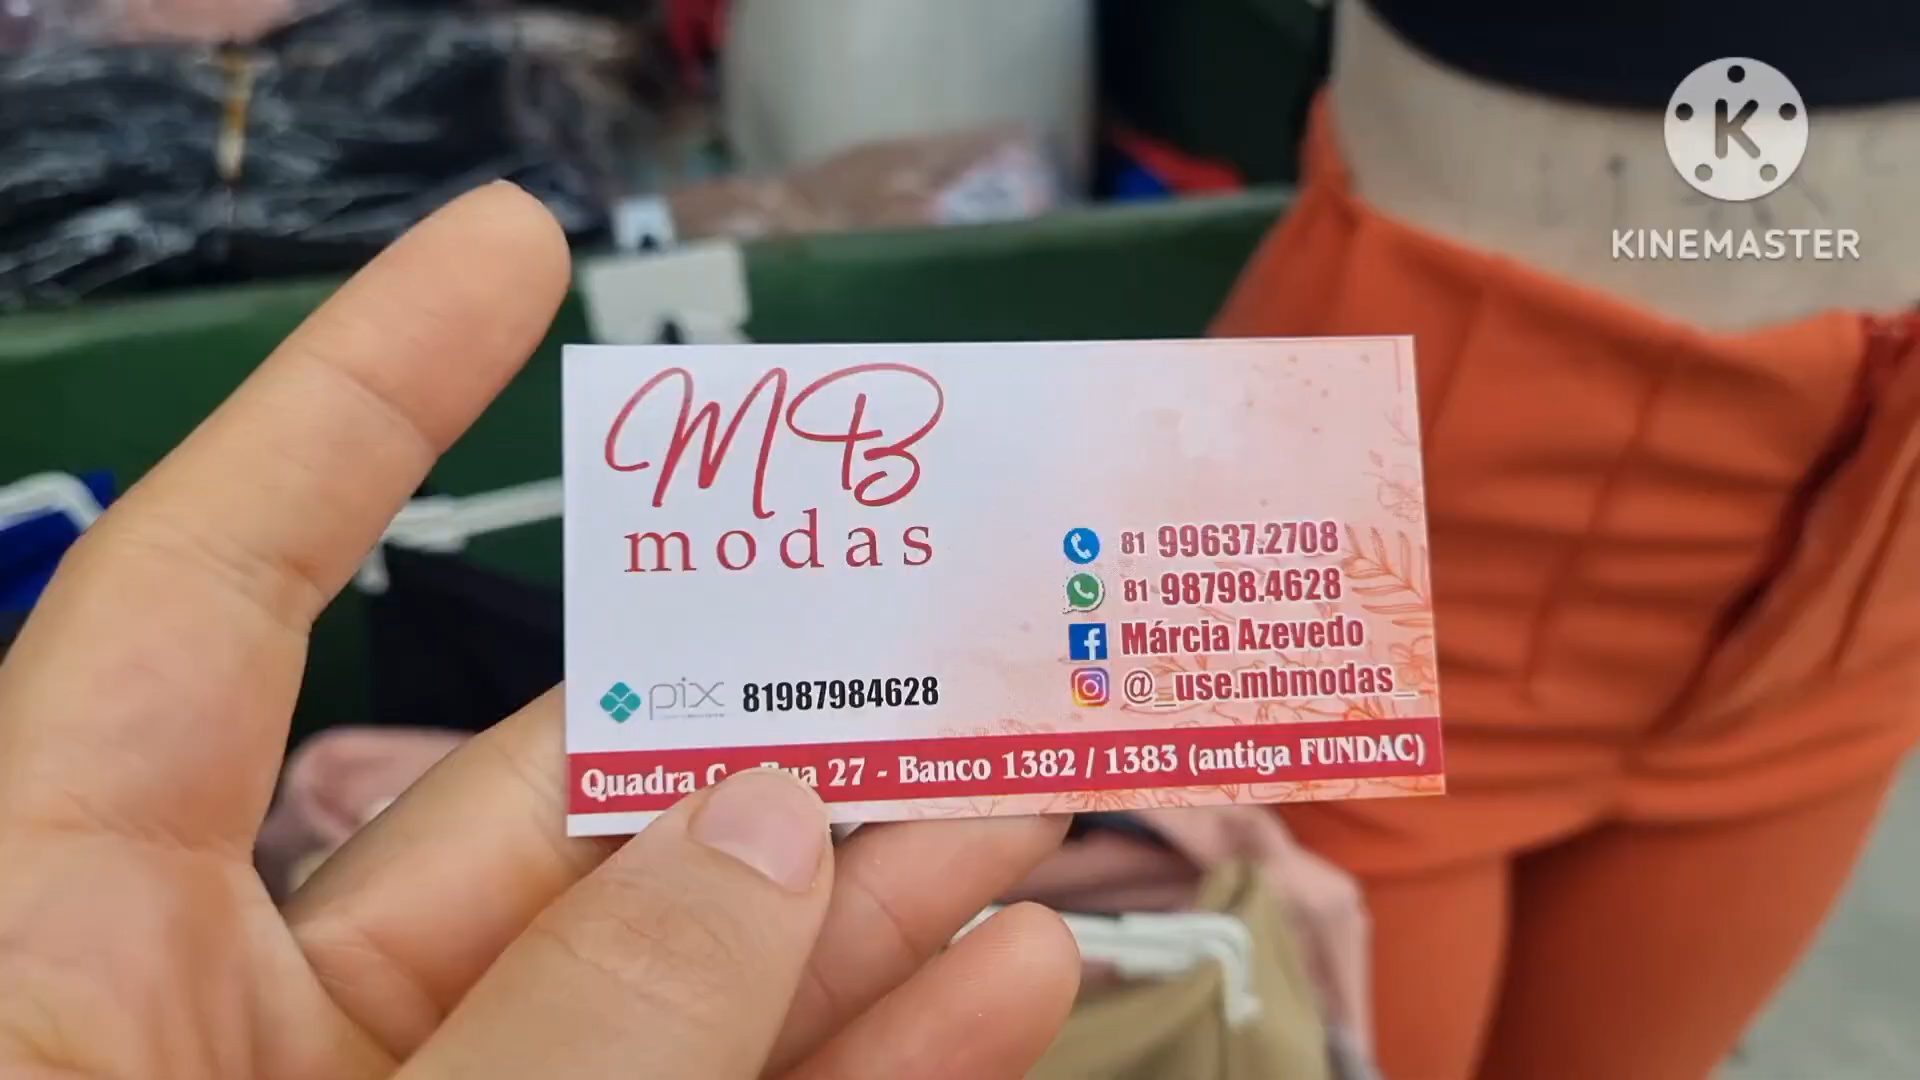 MB
modas
81 99637.2708
81 98798.4628
Márcia Azevedo
@_use.mbmodas_
pix 81987984628
Quadra 27 - Banco 1382 / 1383 (antiga FUNDAC)
K
KINEMASTER